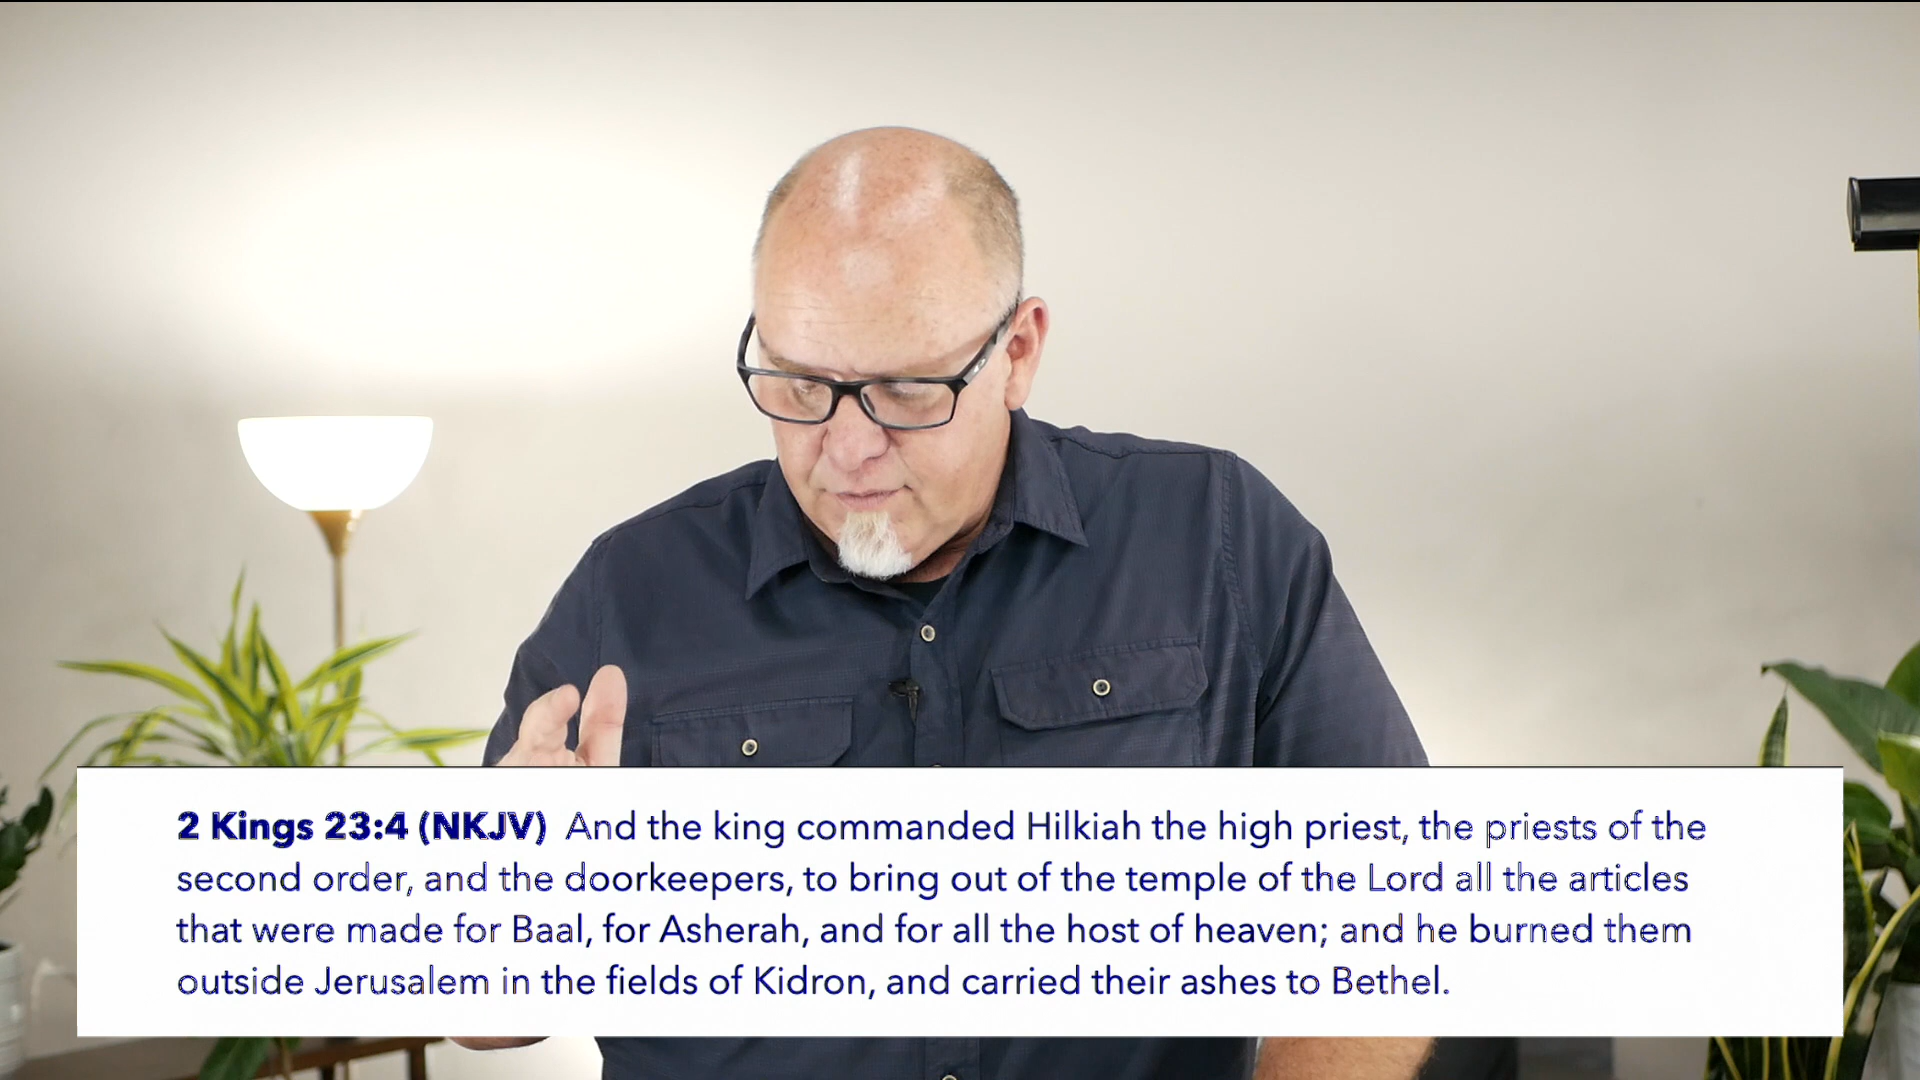 2 Kings 23:4 (NKJV) And the king commanded Hilkiah the high priest, the priests of the
second order, and the doorkeepers, to bring out of the temple of the Lord all the articles
that were made for Baal, for Asherah, and for all the host of heaven; and he burned them
outside Jerusalem in the fields of Kidron, and carried their ashes to Bethel.